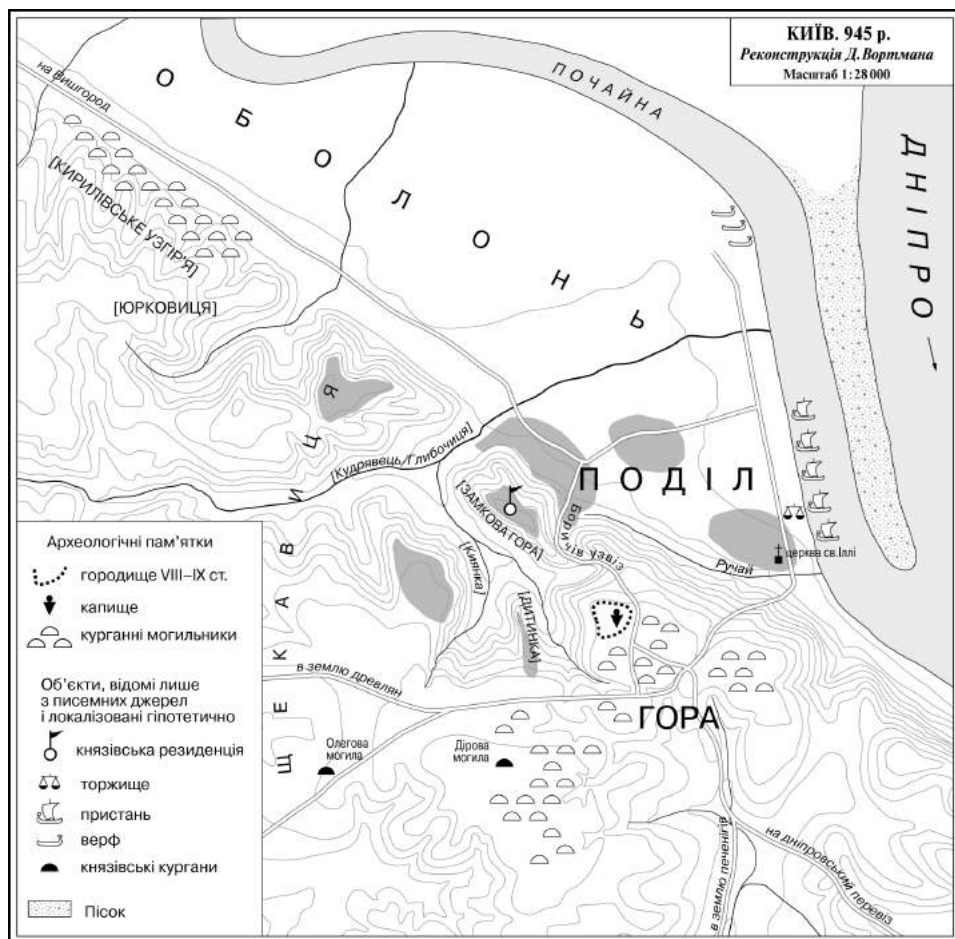 КИЇВ. 945 р.
Реконструкція Д.Вортмана
Масштаб 1:28 000
ПОЧАЙНА
ДНІПРО
ОБОЛОНЬ
на Вишгород
[КИРИЛІВСЬКЕ УЗГІР'Я]
[ЮРКОВИЦЯ]
ЩЕКАВИЦЯ
[Кудрявець/Глибочиця]
[ЗАМКОВА ГОРА]
ПОДІЛ
Боричів узвіз
церква св.Іллі
Ручай
[Киянка]
[ДИТИНКА]
в землю древлян
ГОРА
Олегова
могила
Дірова
могила
в землю печенігів
на дніпровський перевіз
Археологічні пам'ятки
городище VIII–IX ст.
капище
курганні могильники
Об'єкти, відомі лише
з писемних джерел
і локалізовані гіпотетично
князівська резиденція
торжище
пристань
верф
князівські кургани
Пісок